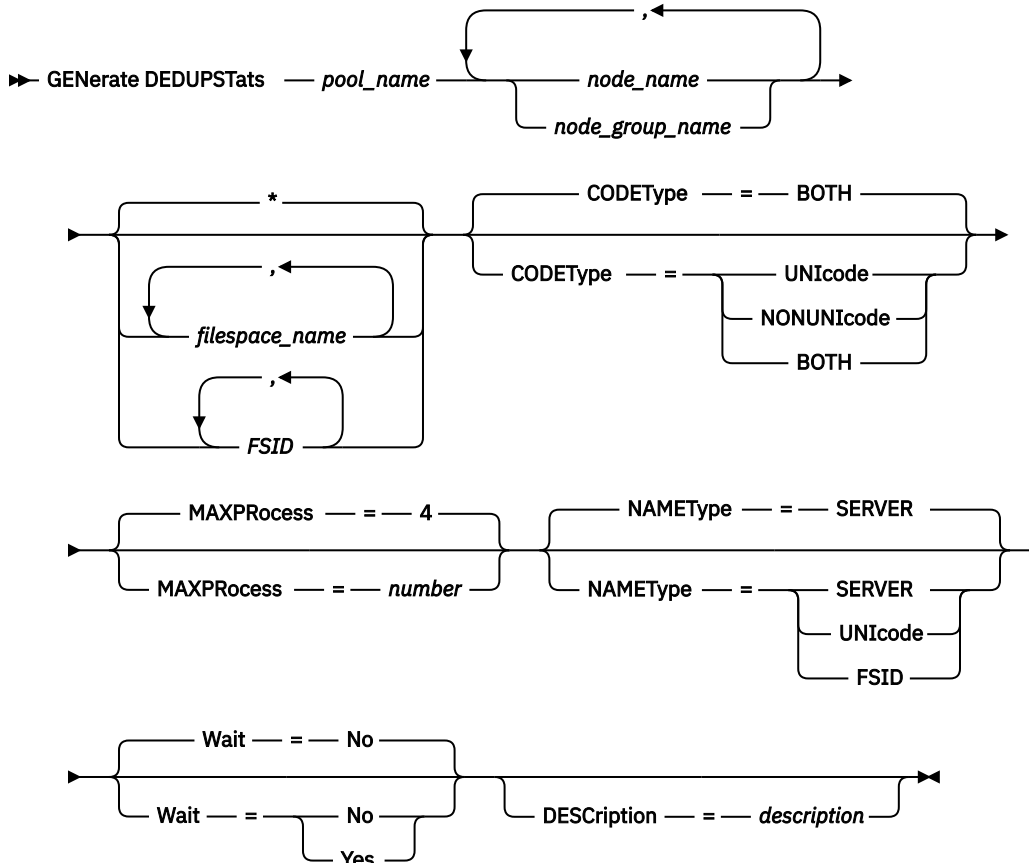 ,
GENerate DEDUPSTats pool_name node_name
node_group_name
*
,
filespace_name
,
FSID
CODEType = BOTH
CODEType = UNIcode
NONUNIcode
BOTH
MAXPRocess = 4
MAXPRocess = number
NAMEType = SERVER
NAMEType = SERVER
UNIcode
FSID
Wait = No
Wait = No
Yes
DESCription = description